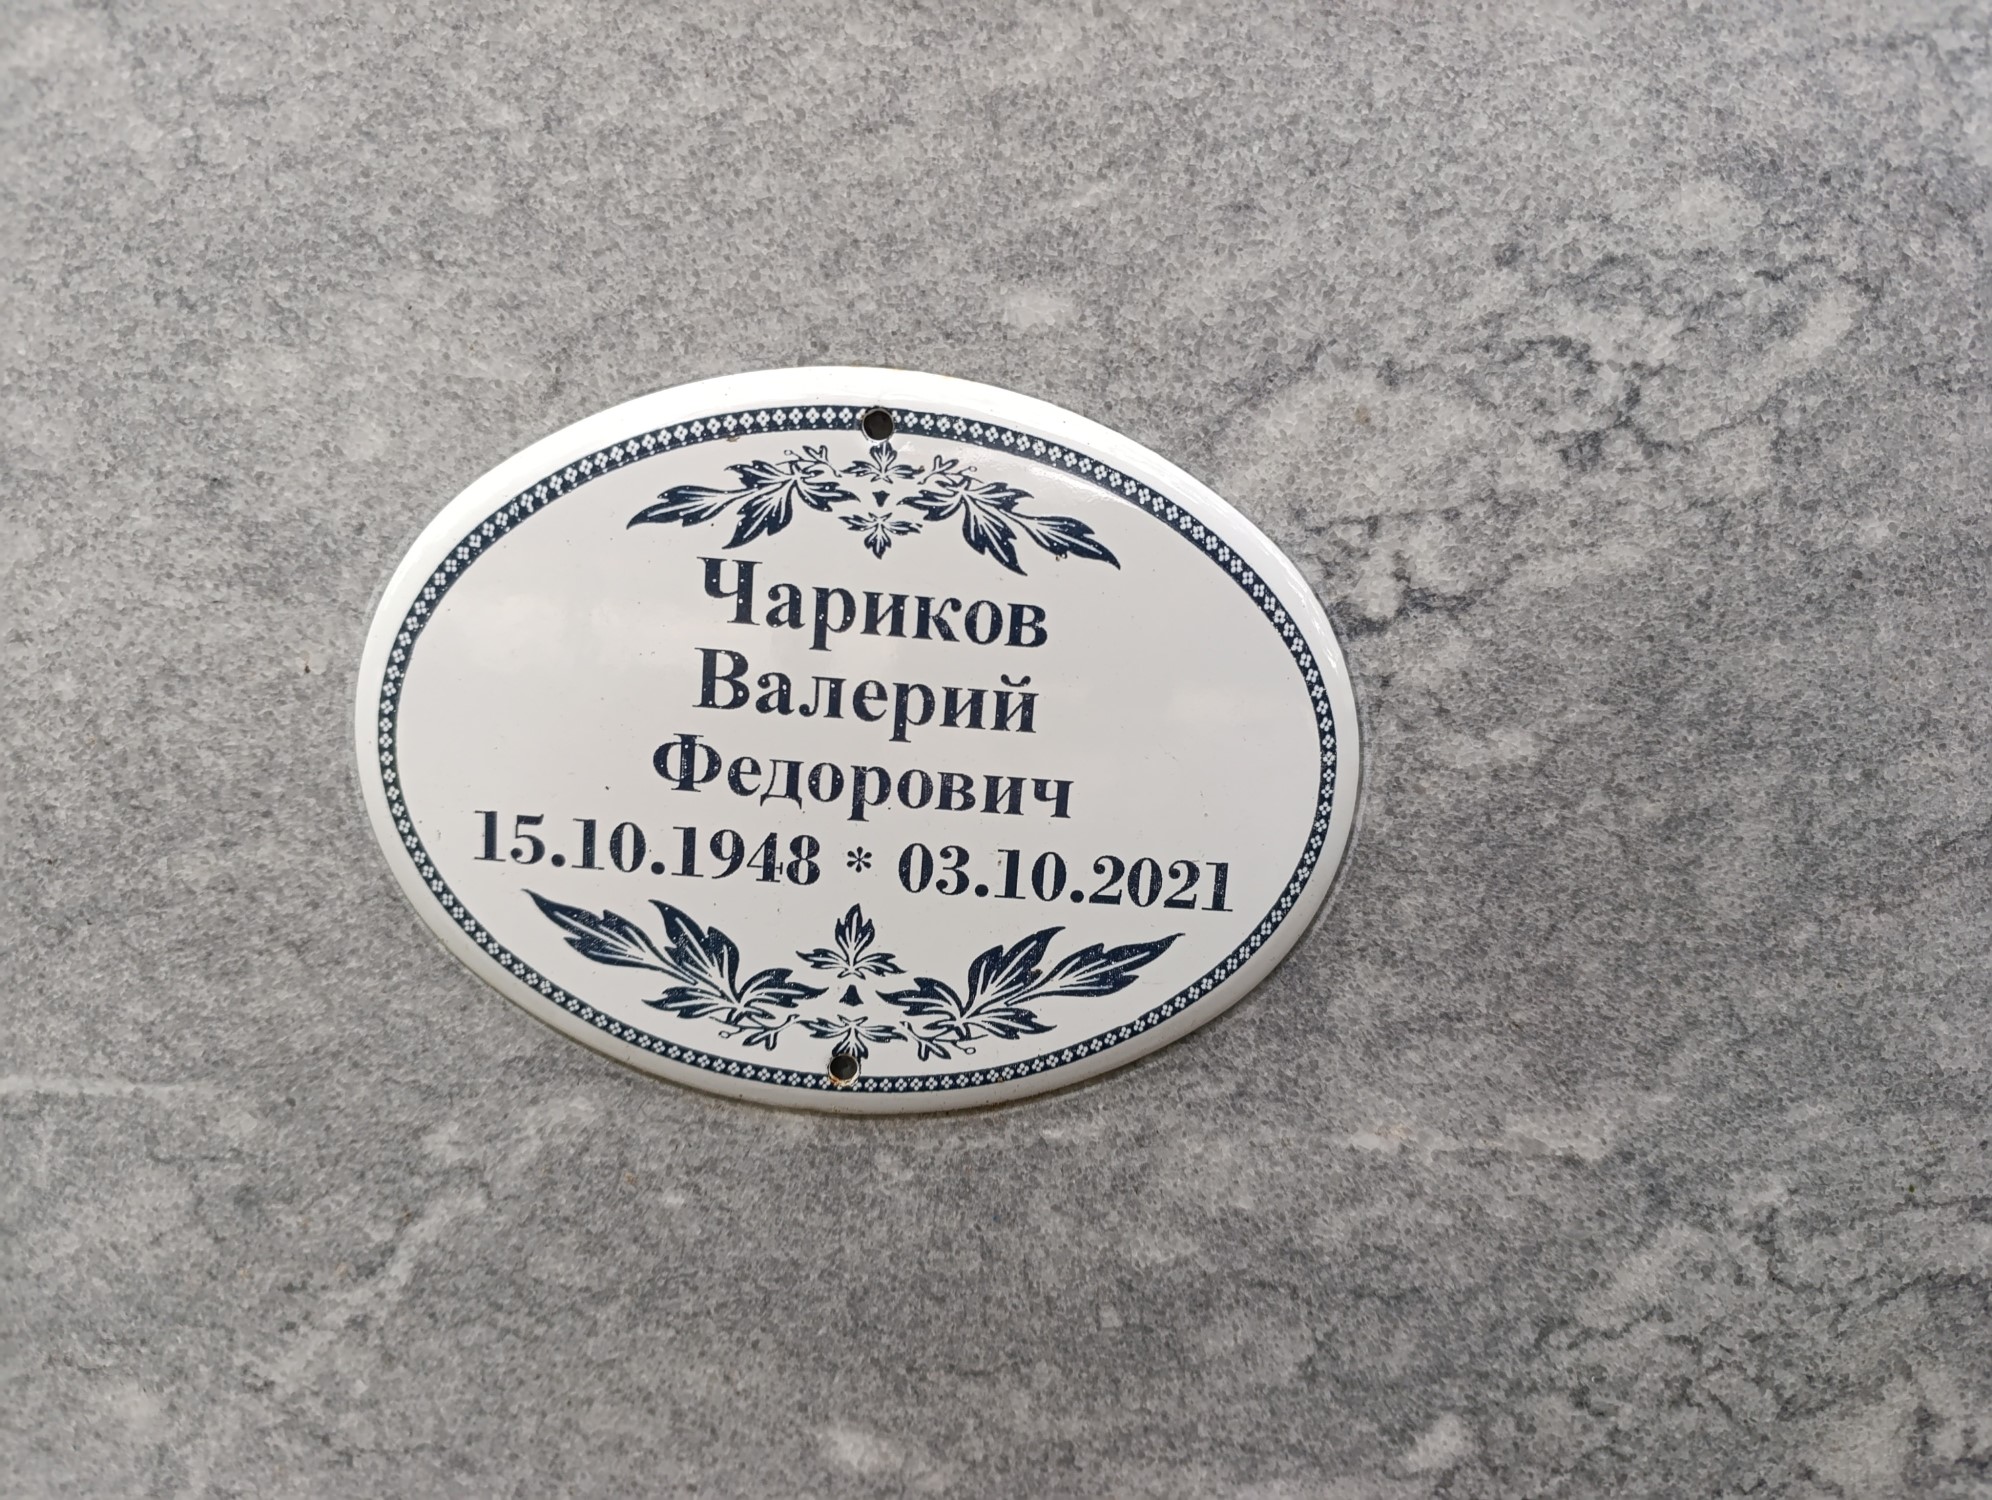 Чариков
Валерий
Федорович
15.10.1948 * 03.10.2021